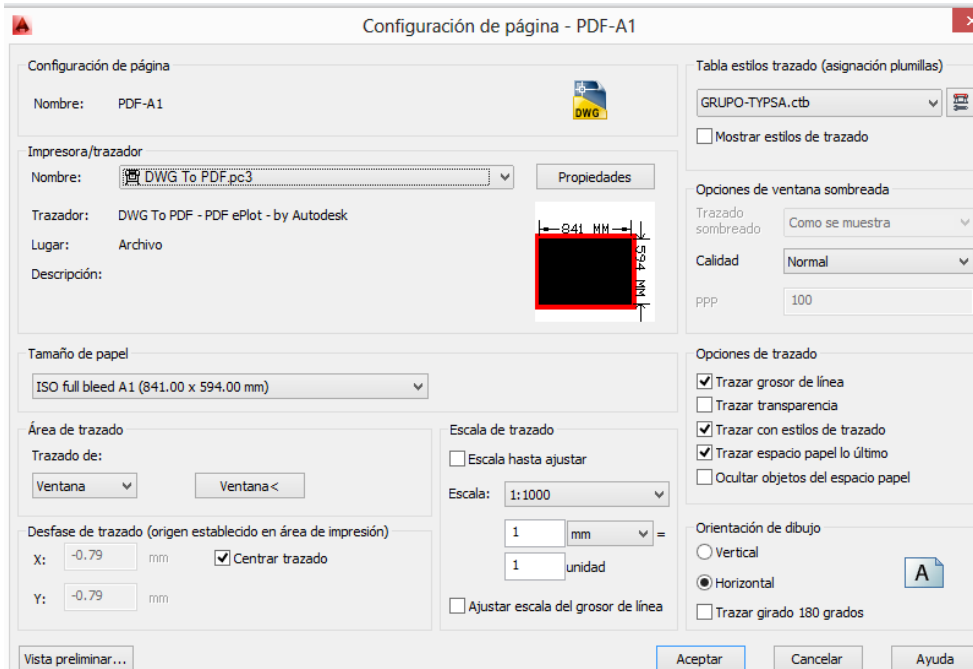 Configuración de página - PDF-A1
Configuración de página
Nombre: PDF-A1
DWG
Impresora/trazador
Nombre: DWG To PDF.pc3 Propiedades
Trazador: DWG To PDF - PDF ePlot - by Autodesk
Lugar: Archivo
Descripción:
841 MM
594 MM
Tamaño de papel
ISO full bleed A1 (841.00 x 594.00 mm)
Área de trazado
Trazado de:
Ventana Ventana<
Desfase de trazado (origen establecido en área de impresión)
X: -0.79 mm Centrar trazado
Y: -0.79 mm
Escala de trazado
Escala hasta ajustar
Escala: 1:1000
1 mm =
1 unidad
Ajustar escala del grosor de línea
Tabla estilos trazado (asignación plumillas)
GRUPO-TYPSA.ctb
Mostrar estilos de trazado
Opciones de ventana sombreada
Trazado
sombreado Como se muestra
Calidad Normal
PPP 100
Opciones de trazado
Trazar grosor de línea
Trazar transparencia
Trazar con estilos de trazado
Trazar espacio papel lo último
Ocultar objetos del espacio papel
Orientación de dibujo
Vertical
Horizontal
A
Trazar girado 180 grados
Vista preliminar... Aceptar Cancelar Ayuda